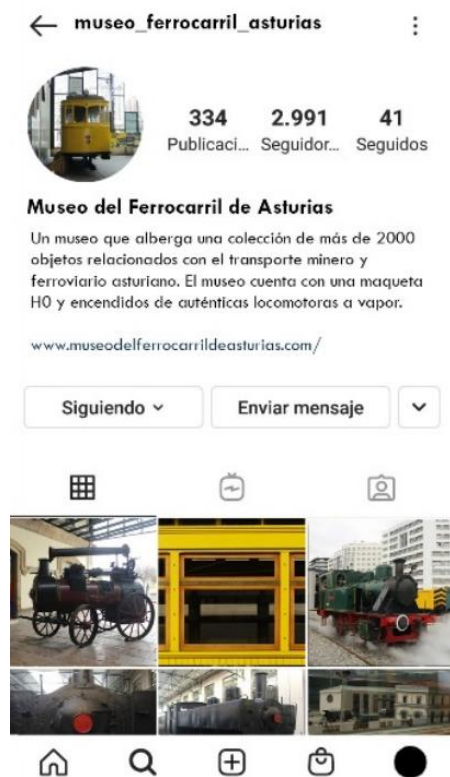 museo_ferrocarril_asturias
334 2.991 41
Publicaci... Seguidor... Seguidos
Museo del Ferrocarril de Asturias
Un museo que alberga una colección de más de 2000
objetos relacionados con el transporte minero y
ferroviario asturiano. El museo cuenta con una maqueta
H0 y encendidos de auténticas locomotoras a vapor.
www.museodelferrocarrildeasturias.com/
Siguiendo Enviar mensaje